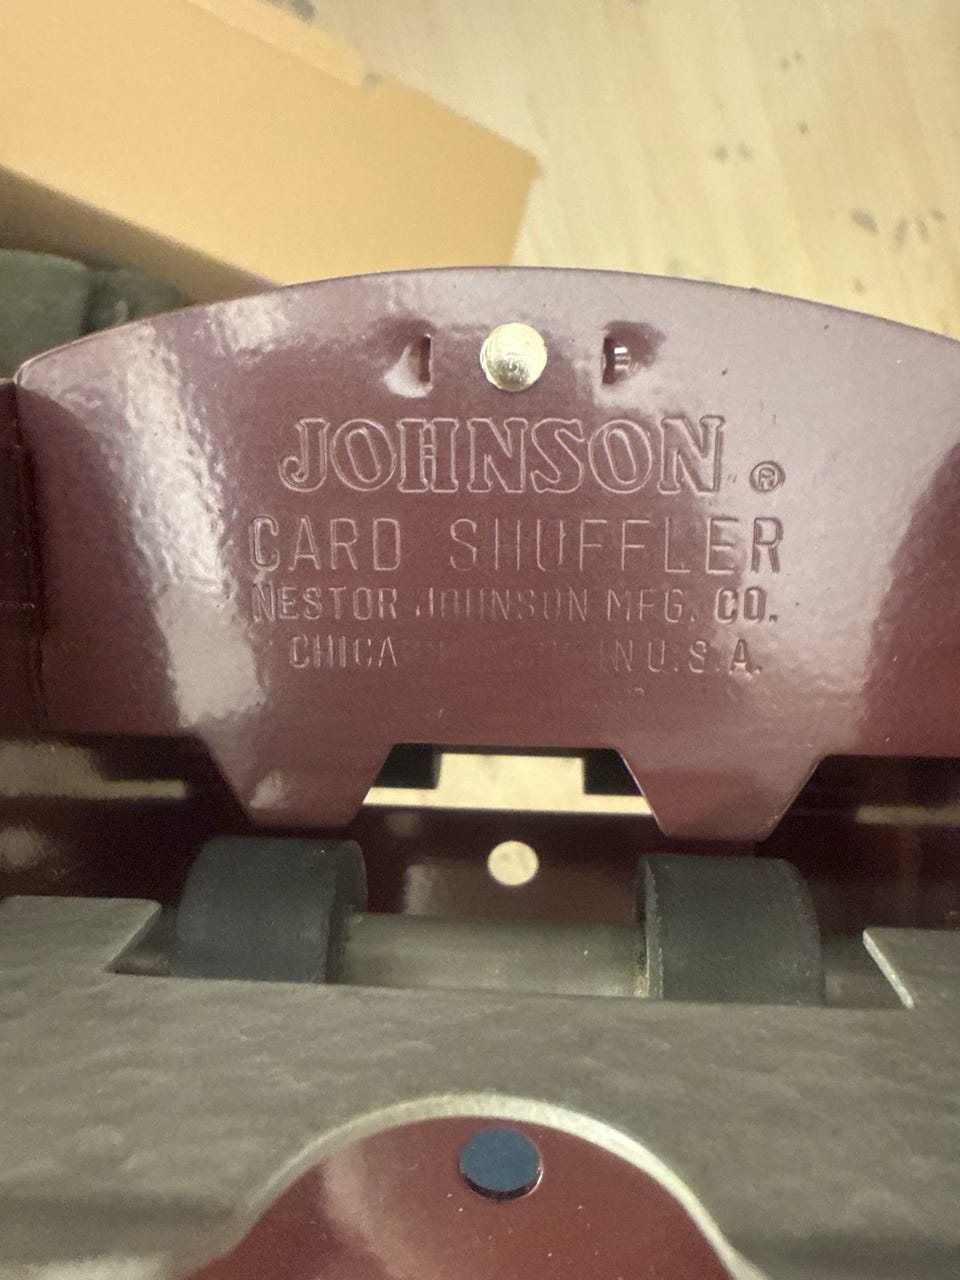 JOHNSON ®
CARD SHUFFLER
NESTOR JOHNSON MFG. CO.
U.S.A.